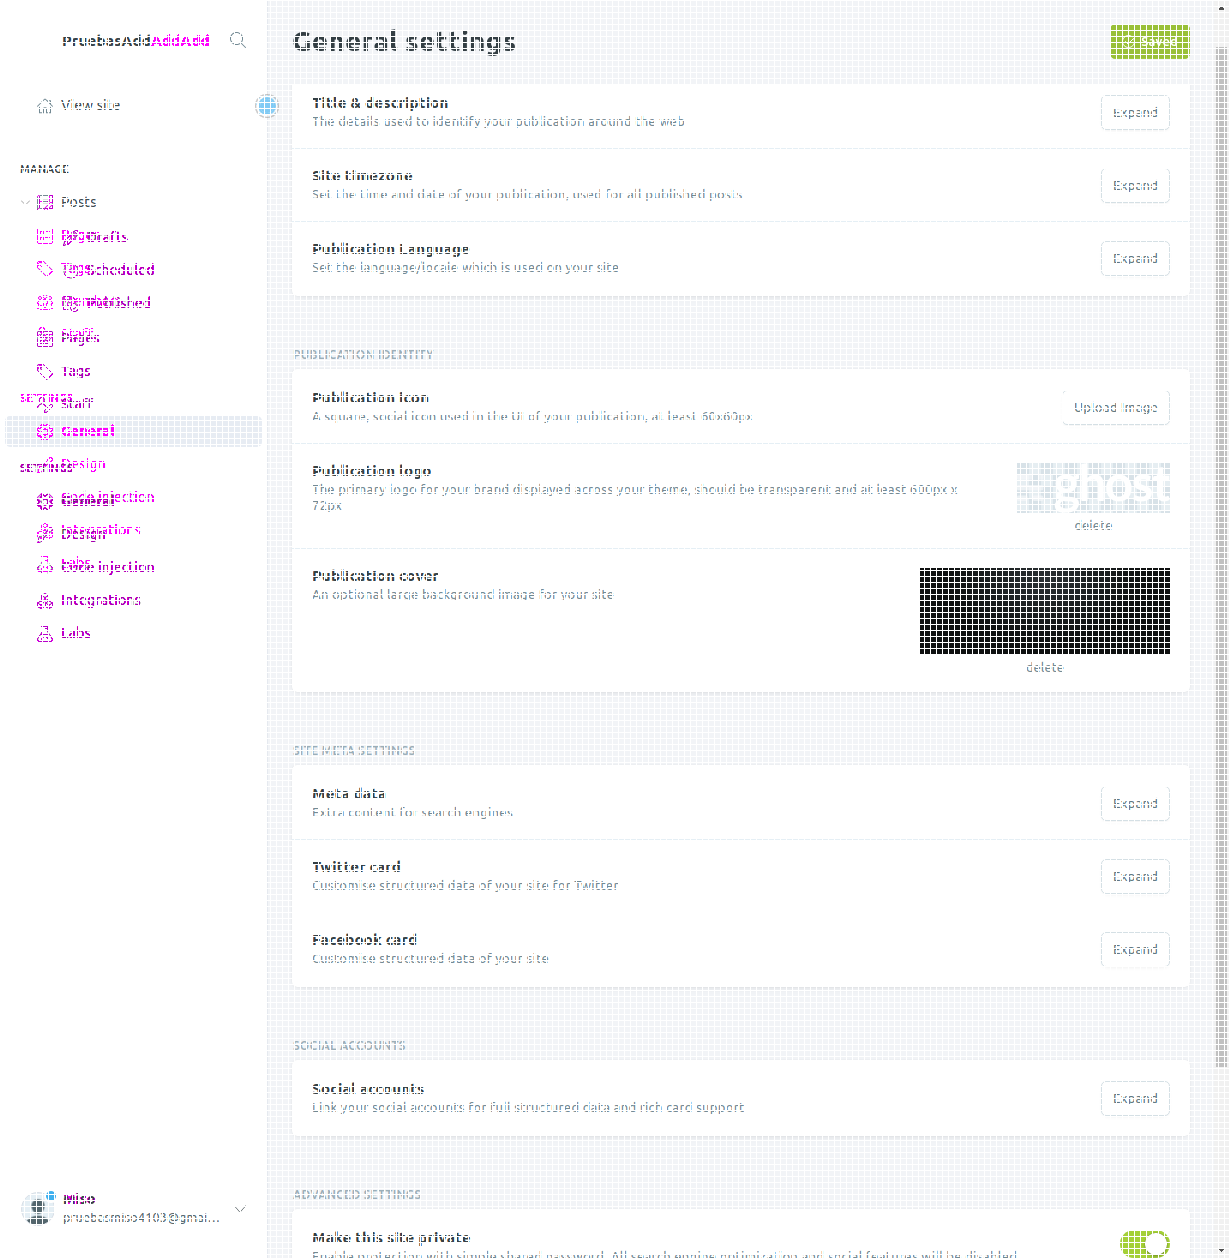 PruebasAddAddAdd
General settings
Saved
View site
Title & description
The details used to identify your publication around the web
Expand
MANAGE
Site timezone
Set the time and date of your publication, used for all published posts
Expand
Posts
Drafts
Publication Language
Set the language/locale which is used on your site
Expand
Scheduled
Published
Pages
PUBLICATION IDENTITY
Tags
SETTINGS
Staff
Publication icon
A square, social icon used in the UI of your publication, at least 60x60px
Upload Image
General
Design
SETTINGS
Publication logo
The primary logo for your brand displayed across your theme, should be transparent and at least 600px x
72px
ghost
delete
Code injection
General
Integrations
Design
Labs
Code injection
Publication cover
An optional large background image for your site
delete
Integrations
Labs
SITE META SETTINGS
Meta data
Extra content for search engines
Expand
Twitter card
Customise structured data of your site for Twitter
Expand
Facebook card
Customise structured data of your site
Expand
SOCIAL ACCOUNTS
Social accounts
Link your social accounts for full structured data and rich card support
Expand
ADVANCED SETTINGS
Miso
pruebasmiso4103@gmai...
Make this site private
Enable protection with simple shared password. All search engine optimization and social features will be disabled.